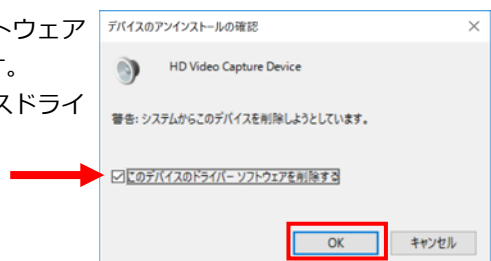 トウェア
す。
スドライ
デバイスのアンインストールの確認
HD Video Capture Device
警告: システムからこのデバイスを削除しようとしています。
このデバイスのドライバー ソフトウェアを削除する
OK
キャンセル